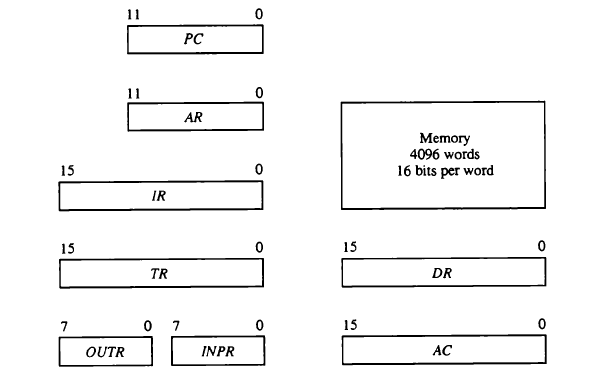 11 0
PC
11 0
AR
Memory
4096 words
16 bits per word
15 0
IR
15 0
TR
15 0
DR
7 0
OUTR
7 0
INPR
15 0
AC